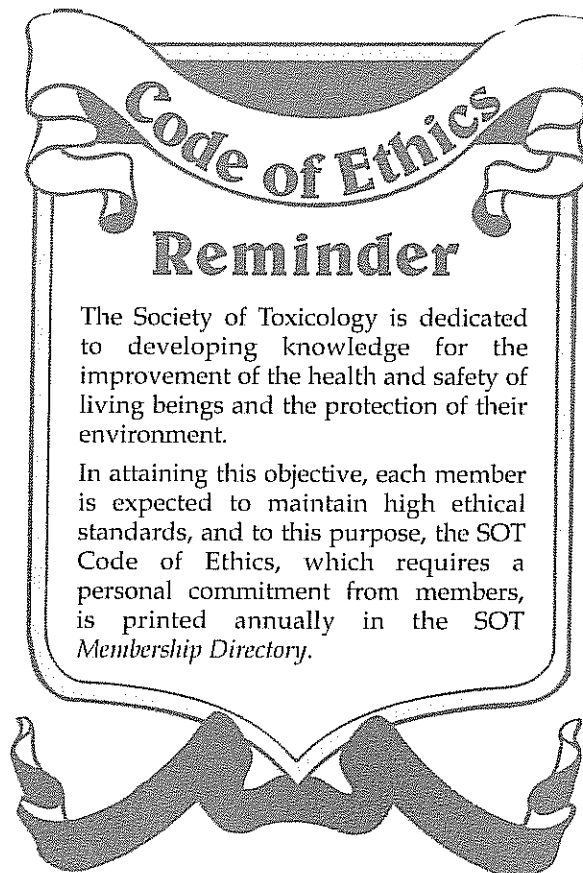 Code of Ethics
Reminder
The Society of Toxicology is dedicated
to developing knowledge for the
improvement of the health and safety of
living beings and the protection of their
environment.
In attaining this objective, each member
is expected to maintain high ethical
standards, and to this purpose, the SOT
Code of Ethics, which requires a
personal commitment from members,
is printed annually in the SOT
Membership Directory.